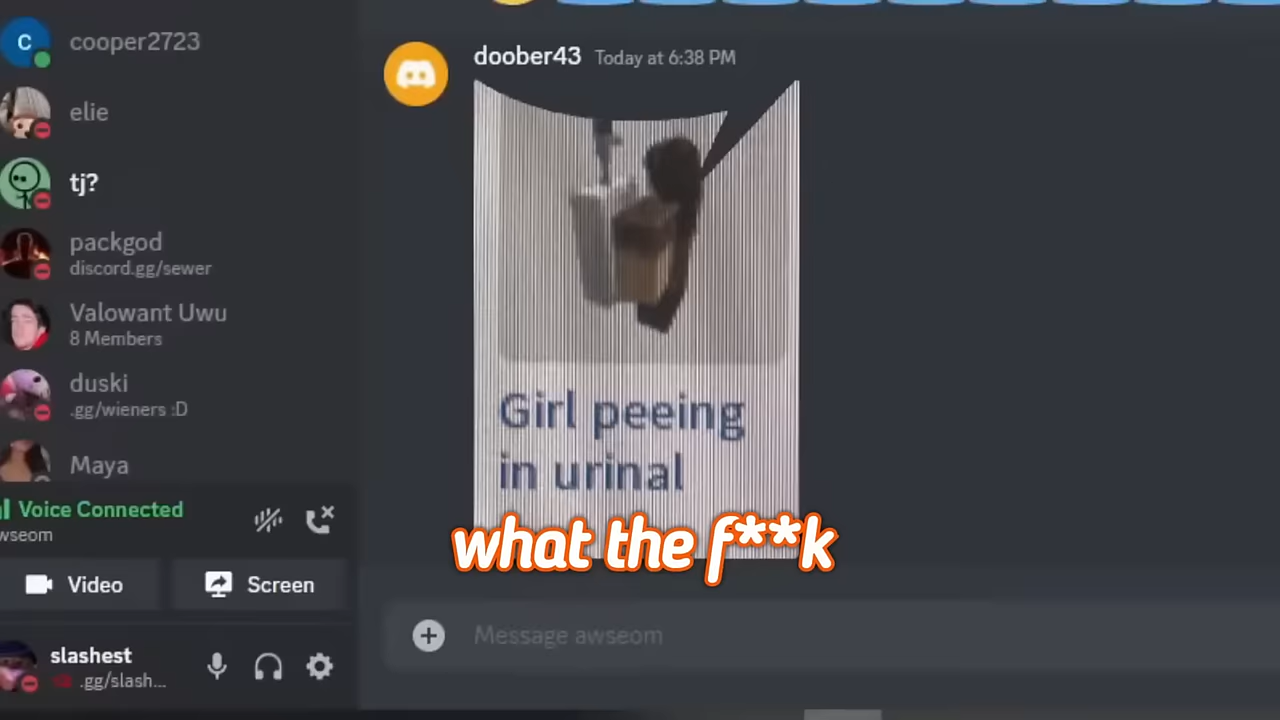 cooper2723
elie
tj?
packgod
discord.gg/sewer
Valowant Uwu
8 Members
duski
.gg/wieners :D
Maya
Voice Connected
wseom
Video
Screen
slashest
.gg/slash...
C
doober43 Today at 6:38 PM
Girl peeing
in urinal
what the f**k
Message awseom